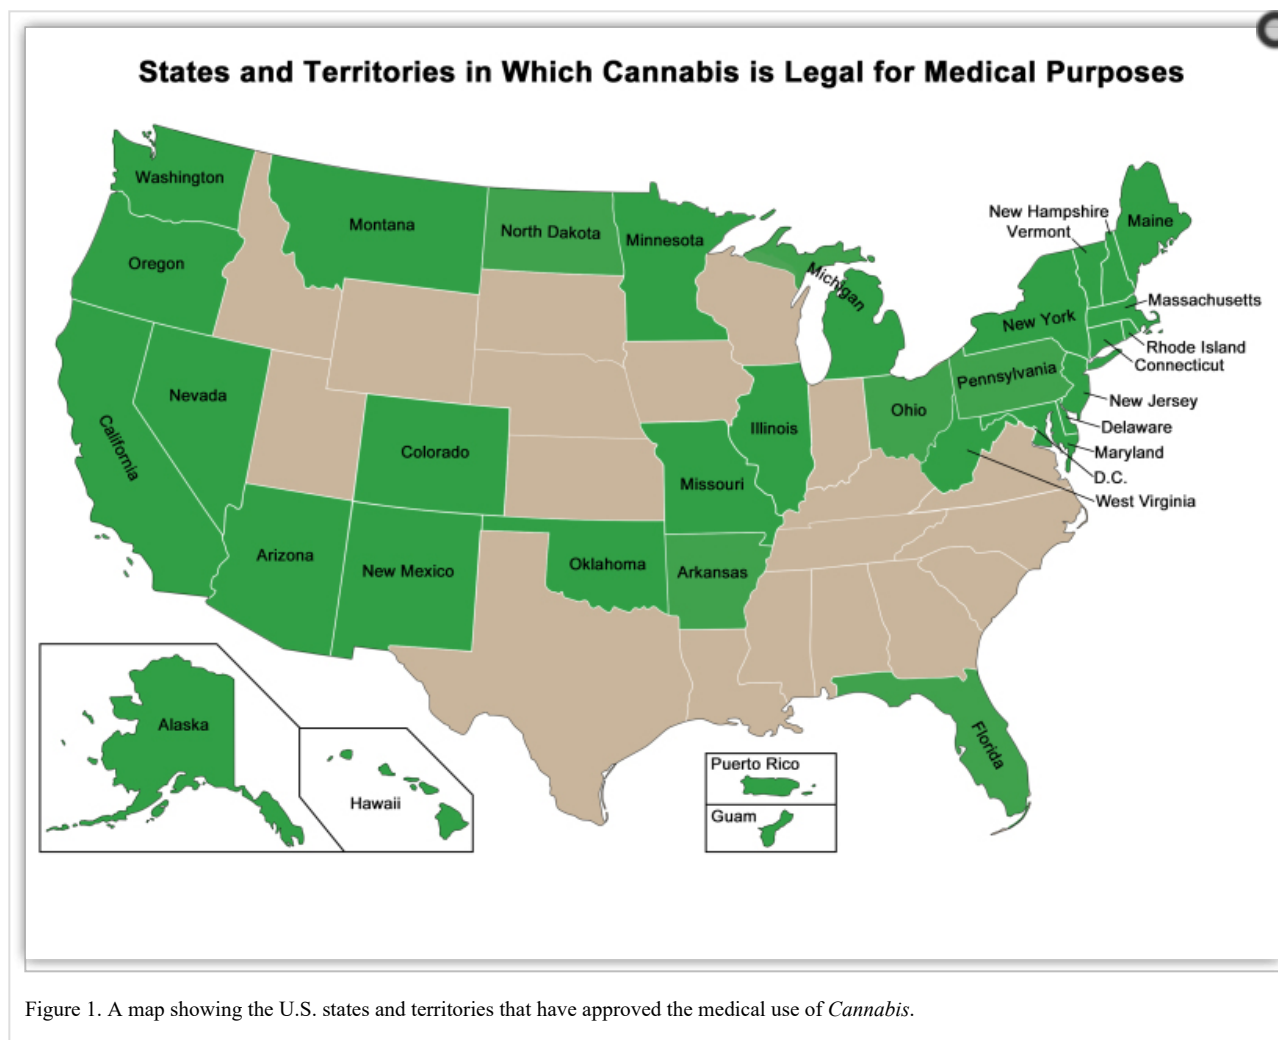 States and Territories in Which Cannabis is Legal for Medical Purposes
Washington
Montana
North Dakota
Minnesota
Oregon
Michigan
New Hampshire
Vermont
Maine
Massachusetts
New York
Rhode Island
Connecticut
Pennsylvania
New Jersey
Nevada
Ohio
Delaware
California
Colorado
Illinois
Maryland
D.C.
Missouri
West Virginia
Arizona
New Mexico
Oklahoma
Arkansas
Alaska
Hawaii
Florida
Puerto Rico
Guam
Figure 1. A map showing the U.S. states and territories that have approved the medical use of Cannabis.